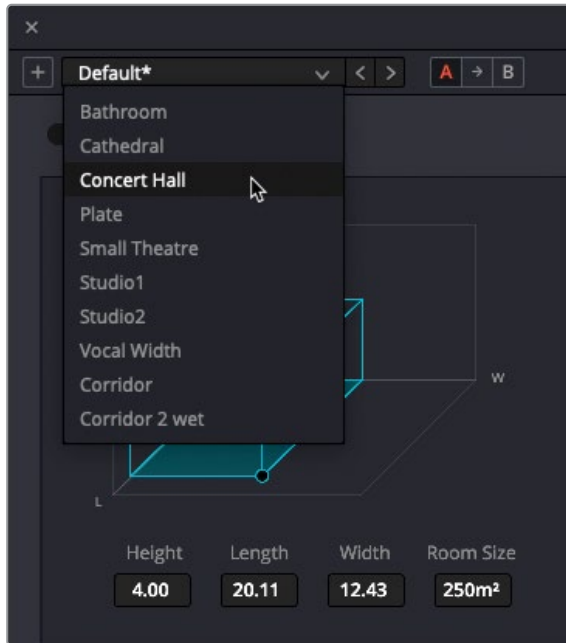 ×
+ Default* < > A → B
Bathroom
Cathedral
Concert Hall
Plate
Small Theatre
Studio1
Studio2
Vocal Width
Corridor
Corridor 2 wet
W
L
Height Length Width Room Size
4.00 20.11 12.43 250m²